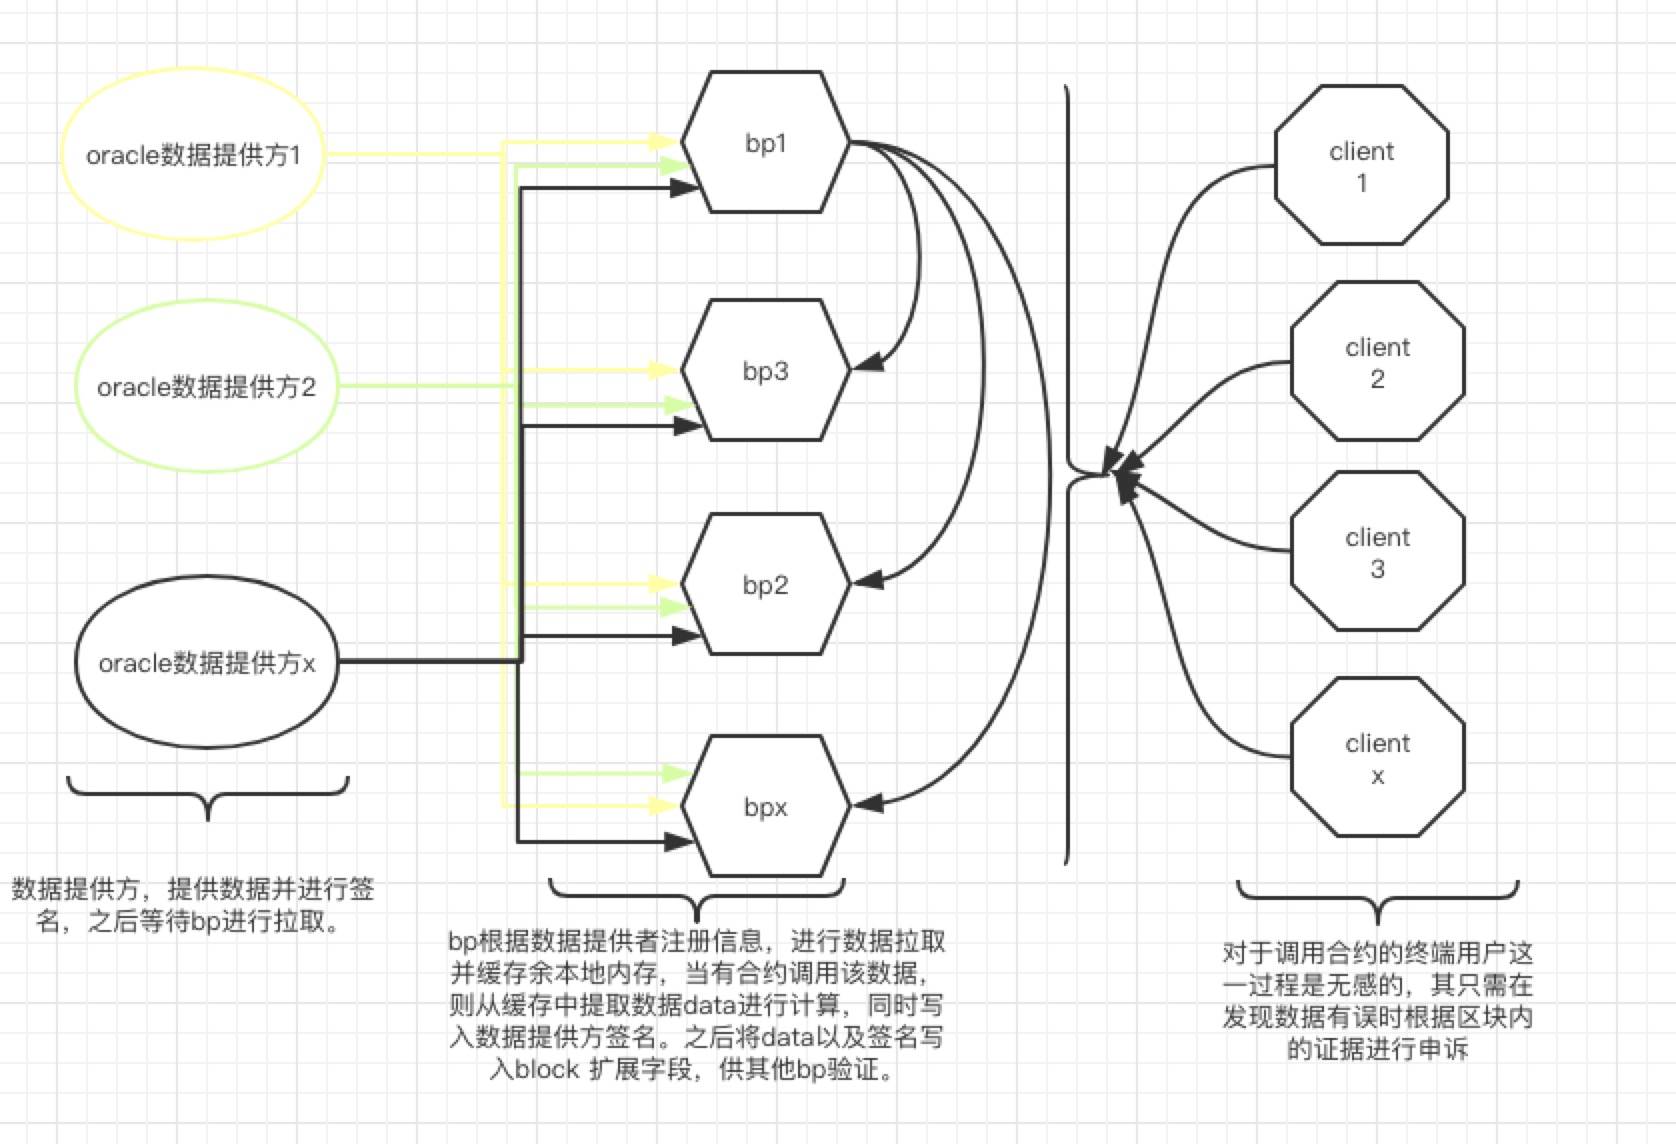 oracle数据提供方1
oracle数据提供方2
oracle数据提供方x
数据提供方，提供数据并进行签
名，之后等待bp进行拉取。
bp1
bp3
bp2
bpx
bp根据数据提供者注册信息，进行数据拉取
并缓存余本地内存，当有合约调用该数据，
则从缓存中提取数据data进行计算，同时写
入数据提供方签名。之后将data以及签名写
入block 扩展字段，供其他bp验证。
client
1
client
2
client
3
client
x
对于调用合约的终端用户这
一过程是无感的，其只需在
发现数据有误时根据区块内
的证据进行申诉